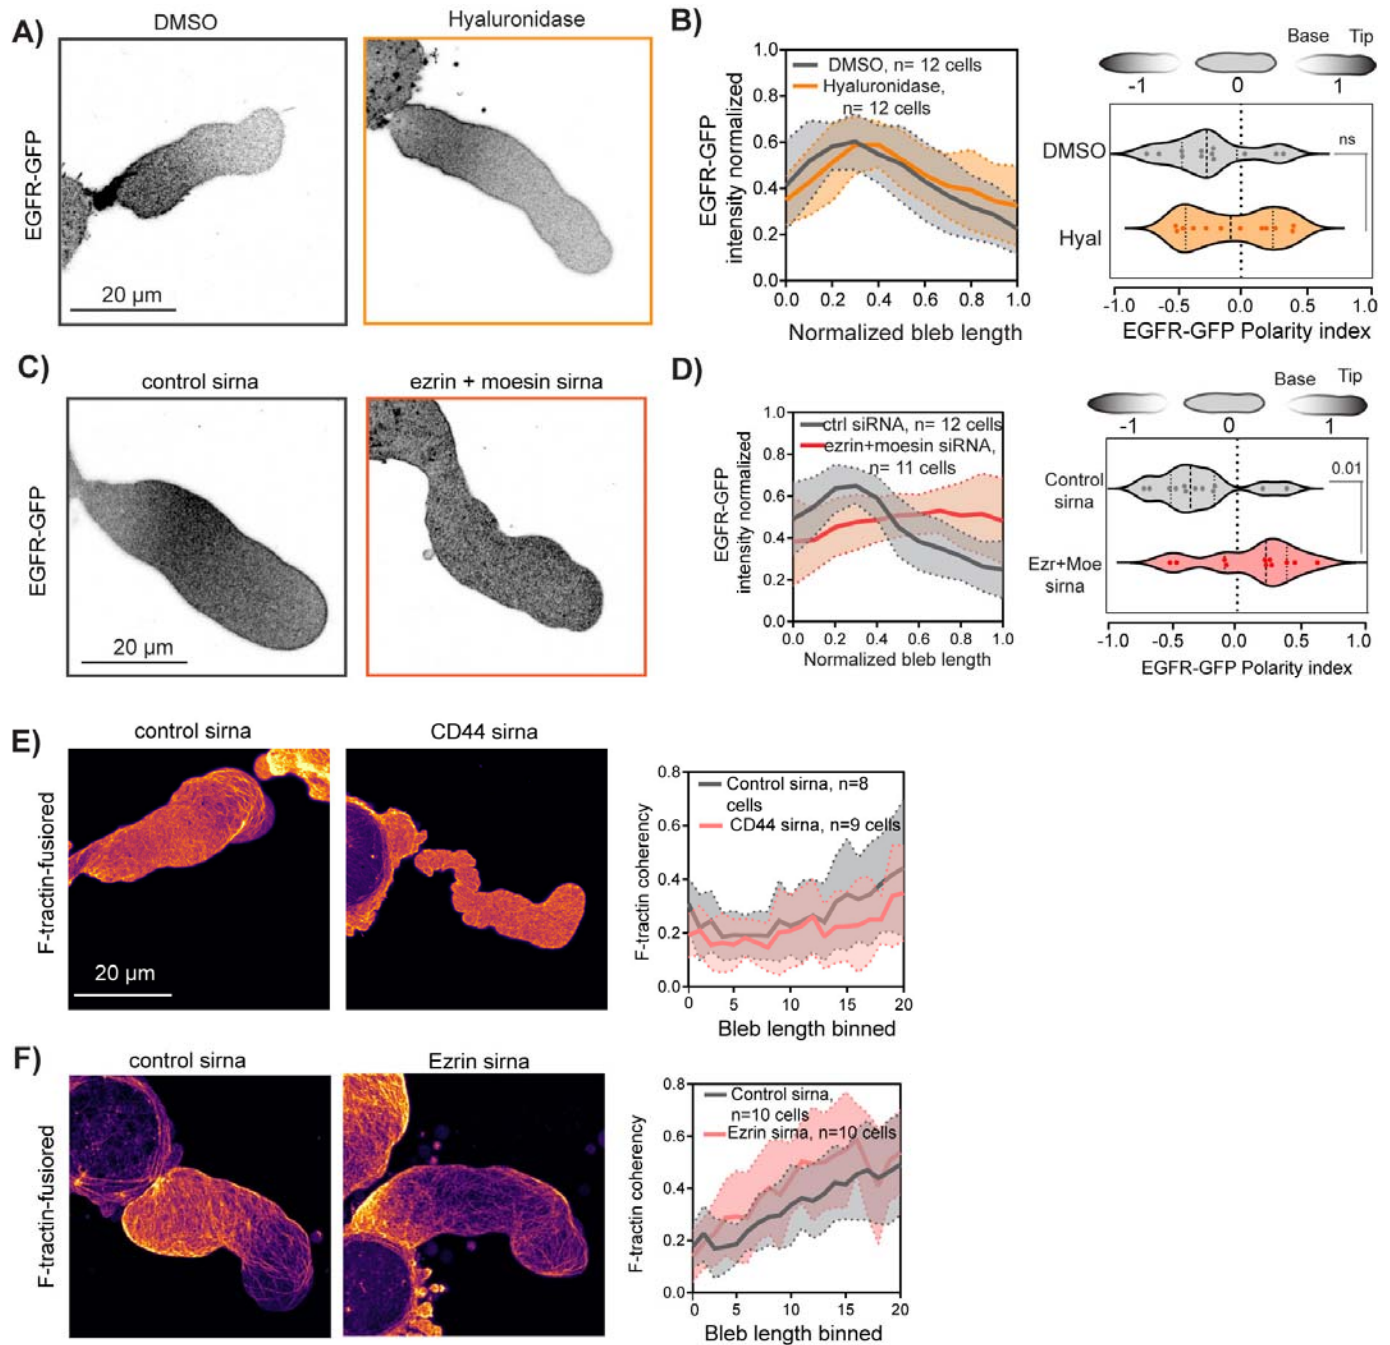 A)
DMSO
Hyaluronidase
EGFR-GFP
20 µm
B)
1.0
0.8
0.6
0.4
0.2
0.0
EGFR-GFP
intensity normalized
DMSO, n= 12 cells
Hyaluronidase,
n= 12 cells
0.0 0.2 0.4 0.6 0.8 1.0
Normalized bleb length
Base Tip
-1 0 1
DMSO
Hyal
ns
-1.0 -0.5 0.0 0.5 1.0
EGFR-GFP Polarity index
C)
control sirna
ezrin + moesin sirna
EGFR-GFP
20 µm
D)
1.0
0.8
0.6
0.4
0.2
0.0
EGFR-GFP
intensity normalized
ctrl siRNA, n= 12 cells
ezrin+moesin siRNA,
n= 11 cells
0.0 0.2 0.4 0.6 0.8 1.0
Normalized bleb length
Base Tip
-1 0 1
Control
sirna
Ezr+Moe
sirna
0.01
-1.0 -0.5 0.0 0.5 1.0
EGFR-GFP Polarity index
E)
control sirna
CD44 sirna
F-tractin-fusiored
20 µm
0.8
0.6
0.4
0.2
0.0
F-tractin coherency
Control sirna, n=8
cells
CD44 sirna, n=9 cells
0 5 10 15 20
Bleb length binned
F)
control sirna
Ezrin sirna
F-tractin-fusiored
0.8
0.6
0.4
0.2
0.0
F-tractin coherency
Control sirna,
n=10 cells
Ezrin sirna, n=10 cells
0 5 10 15 20
Bleb length binned